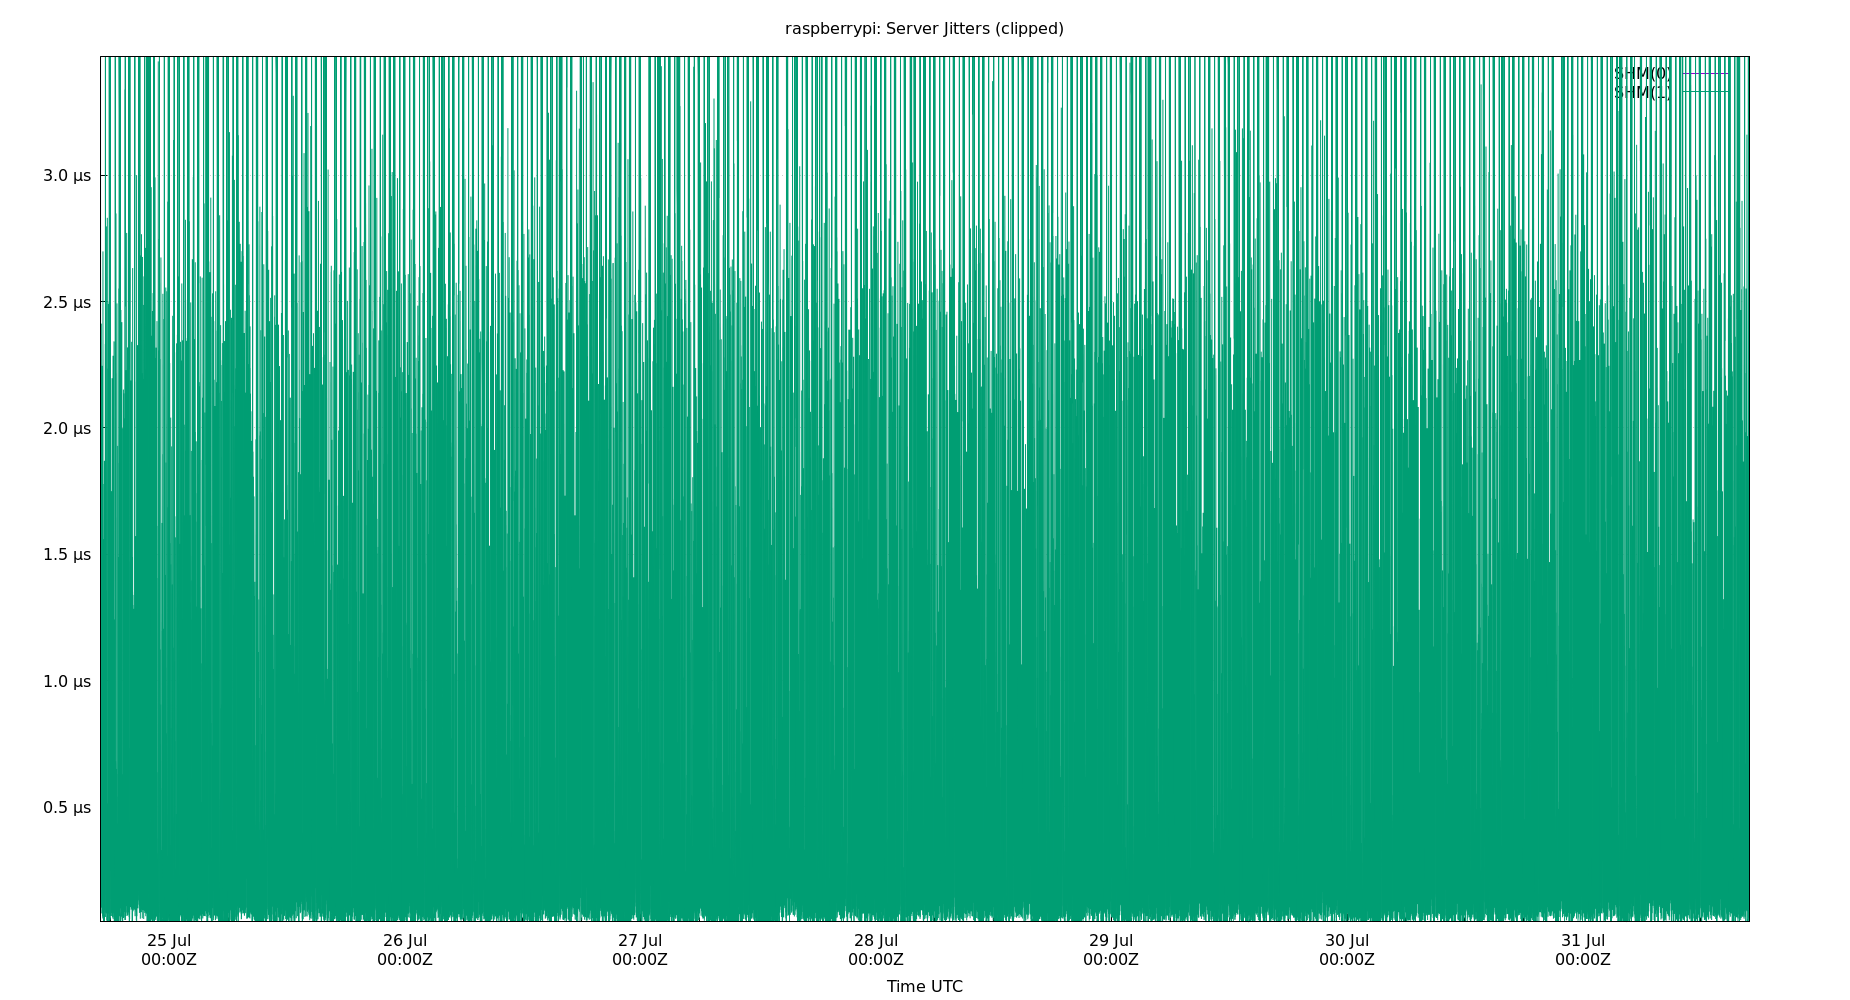 raspberrypi: Server Jitters (clipped)
SHM(0)
SHM(1)
3.0 µs
2.5 µs
2.0 µs
1.5 µs
1.0 µs
0.5 µs
25 Jul 26 Jul 27 Jul 28 Jul 29 Jul 30 Jul 31 Jul
00:00Z 00:00Z 00:00Z 00:00Z 00:00Z 00:00Z 00:00Z
Time UTC